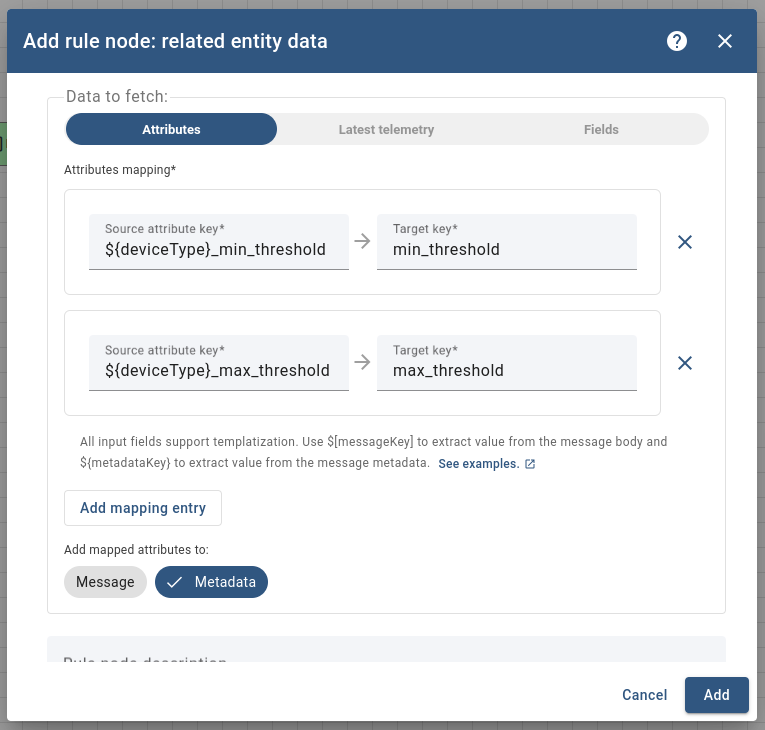 Add rule node: related entity data
Data to fetch:
Attributes Latest telemetry Fields
Attributes mapping*
Source attribute key* Target key*
${deviceType}_min_threshold min_threshold
Source attribute key* Target key*
${deviceType}_max_threshold max_threshold
All input fields support templatization. Use $[messageKey] to extract value from the message body and
${metadataKey} to extract value from the message metadata. See examples.
Add mapping entry
Add mapped attributes to:
Message Metadata
Rule node description
Cancel Add